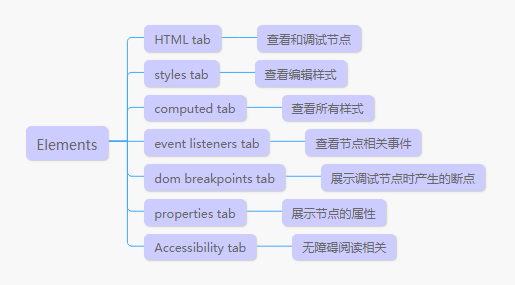 Elements
HTML tab
查看和调试节点
styles tab
查看编辑样式
computed tab
查看所有样式
event listeners tab
查看节点相关事件
dom breakpoints tab
展示调试节点时产生的断点
properties tab
展示节点的属性
Accessibility tab
无障碍阅读相关